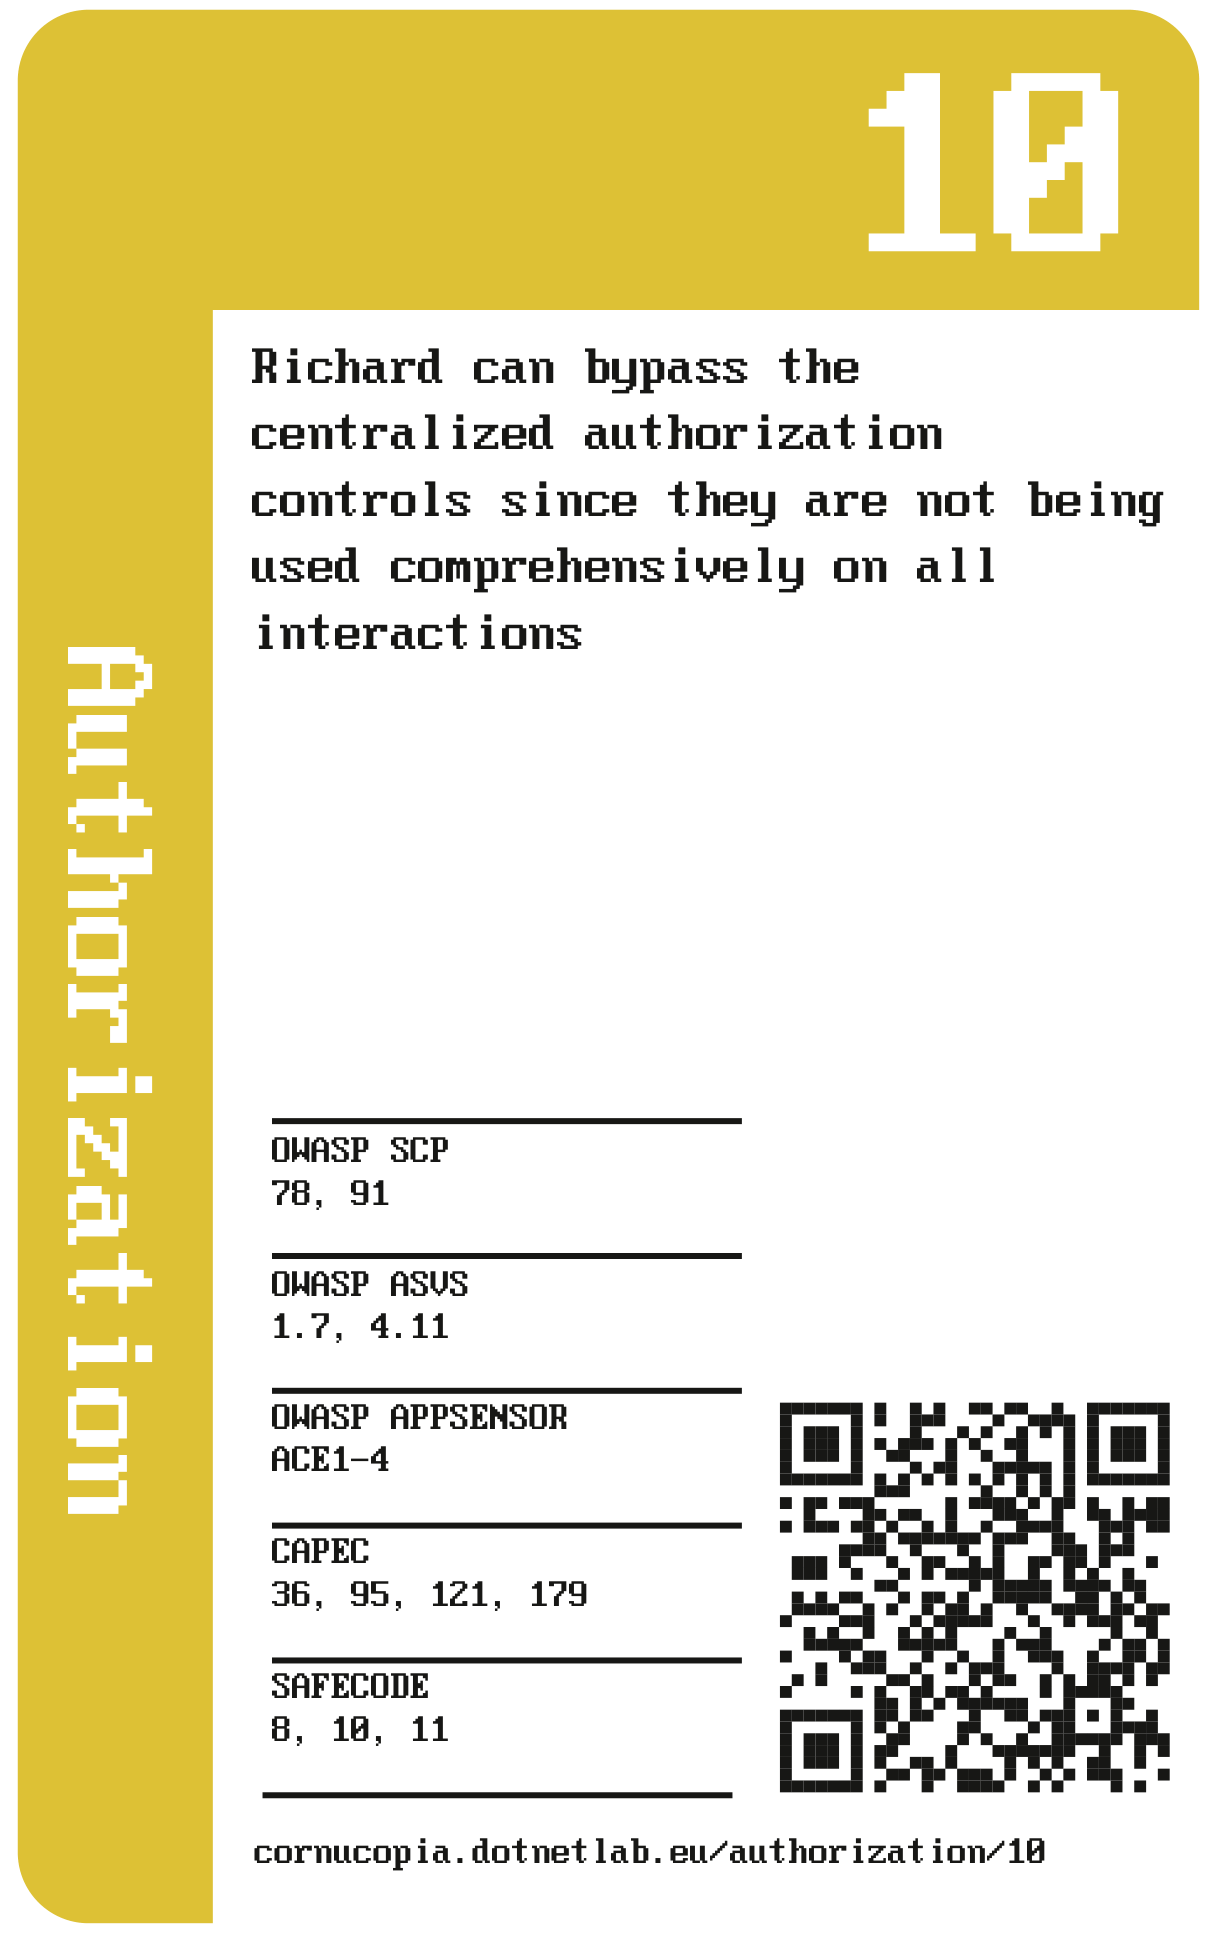 10
Richard can bypass the
centralized authorization
controls since they are not being
used comprehensively on all
interactions
Authorization
OWASP SCP
78, 91
OWASP ASVS
1.7, 4.11
OWASP APPSENSOR
ACE1-4
CAPEC
36, 95, 121, 179
SAFECODE
8, 10, 11
cornucopia.dotnetlab.eu/authorization/10